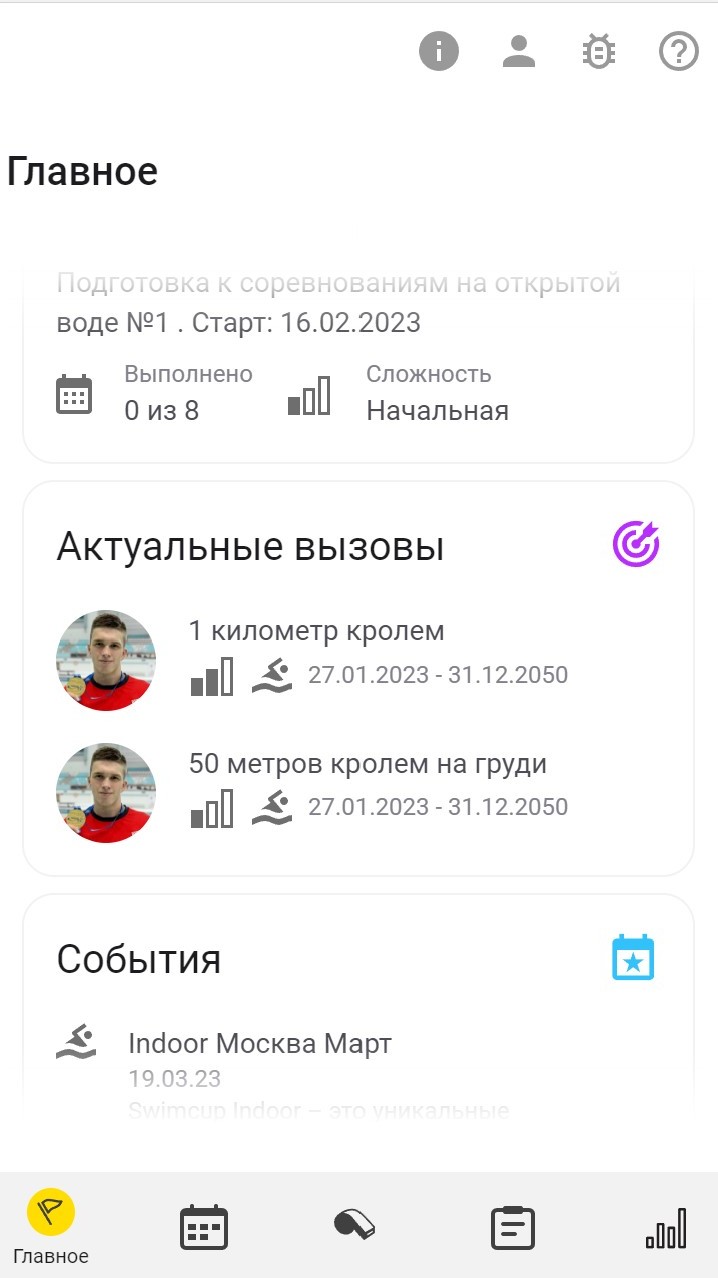 Главное
Подготовка к соревнованиям на открытой
воде №1 . Старт: 16.02.2023
Выполнено
0 из 8
Сложность
Начальная
Актуальные вызовы
1 километр кролем
27.01.2023 - 31.12.2050
50 метров кролем на груди
27.01.2023 - 31.12.2050
События
Indoor Москва Март
19.03.23
Swimcup Indoor – это уникальные
Главное